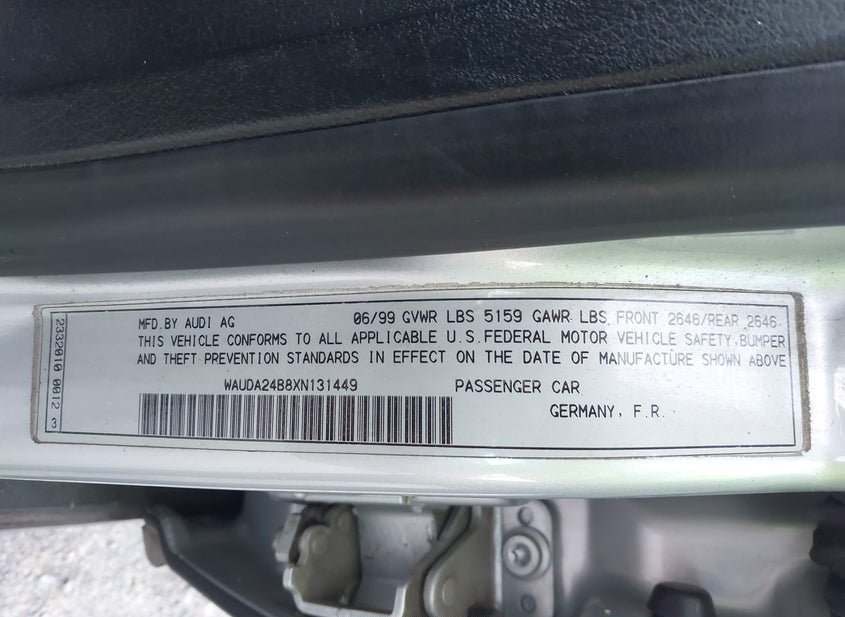 MFD.BY AUDI AG 06/99 GVWR LBS 5159 GAWR LBS FRONT 2646/REAR 2646
THIS VEHICLE CONFORMS TO ALL APPLICABLE U.S.FEDERAL MOTOR VEHICLE SAFETY,BUMPER
AND THEFT PREVENTION STANDARDS IN EFFECT ON THE DATE OF MANUFACTURE SHOWN ABOVE
WAUDA24B8XN131449 PASSENGER CAR
GERMANY, F.R.
2332010 0012 3